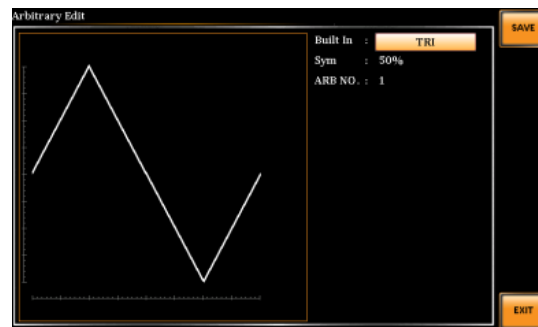 Arbitrary Edit
SAVE
Built In : TRI
Sym : 50%
ARB NO. : 1
EXIT